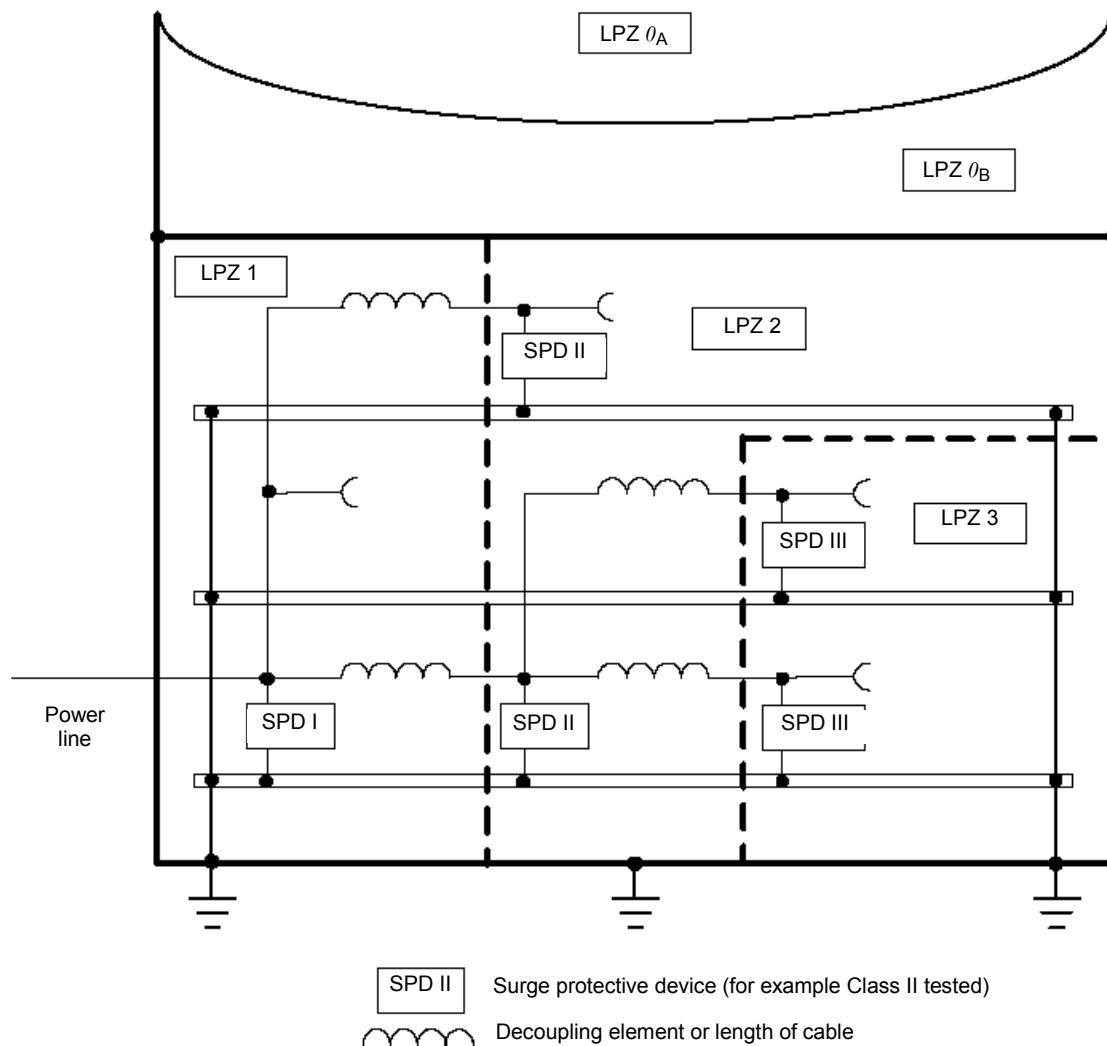 LPZ 0A
LPZ 0B
LPZ 1
LPZ 2
SPD II
LPZ 3
SPD III
Power
line
SPD I
SPD II
SPD III
SPD II
Surge protective device (for example Class II tested)
Decoupling element or length of cable